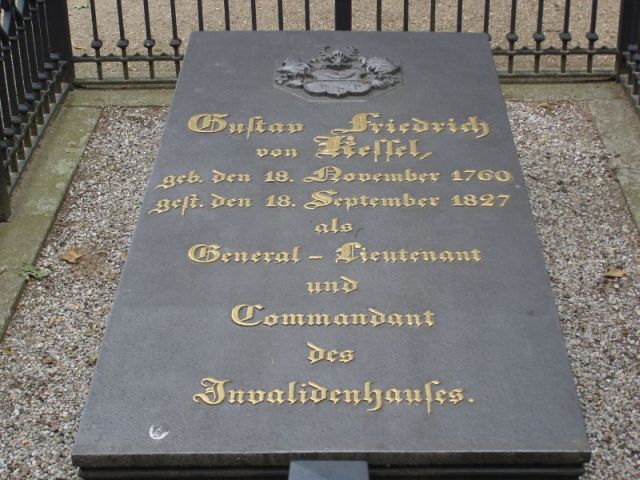 Gustav Friedrich
von Kessel,
geb. den 18. November 1760
gest. den 18. September 1827
als
General-Lieutenant
und
Commandant
des
Invalidenhauses.